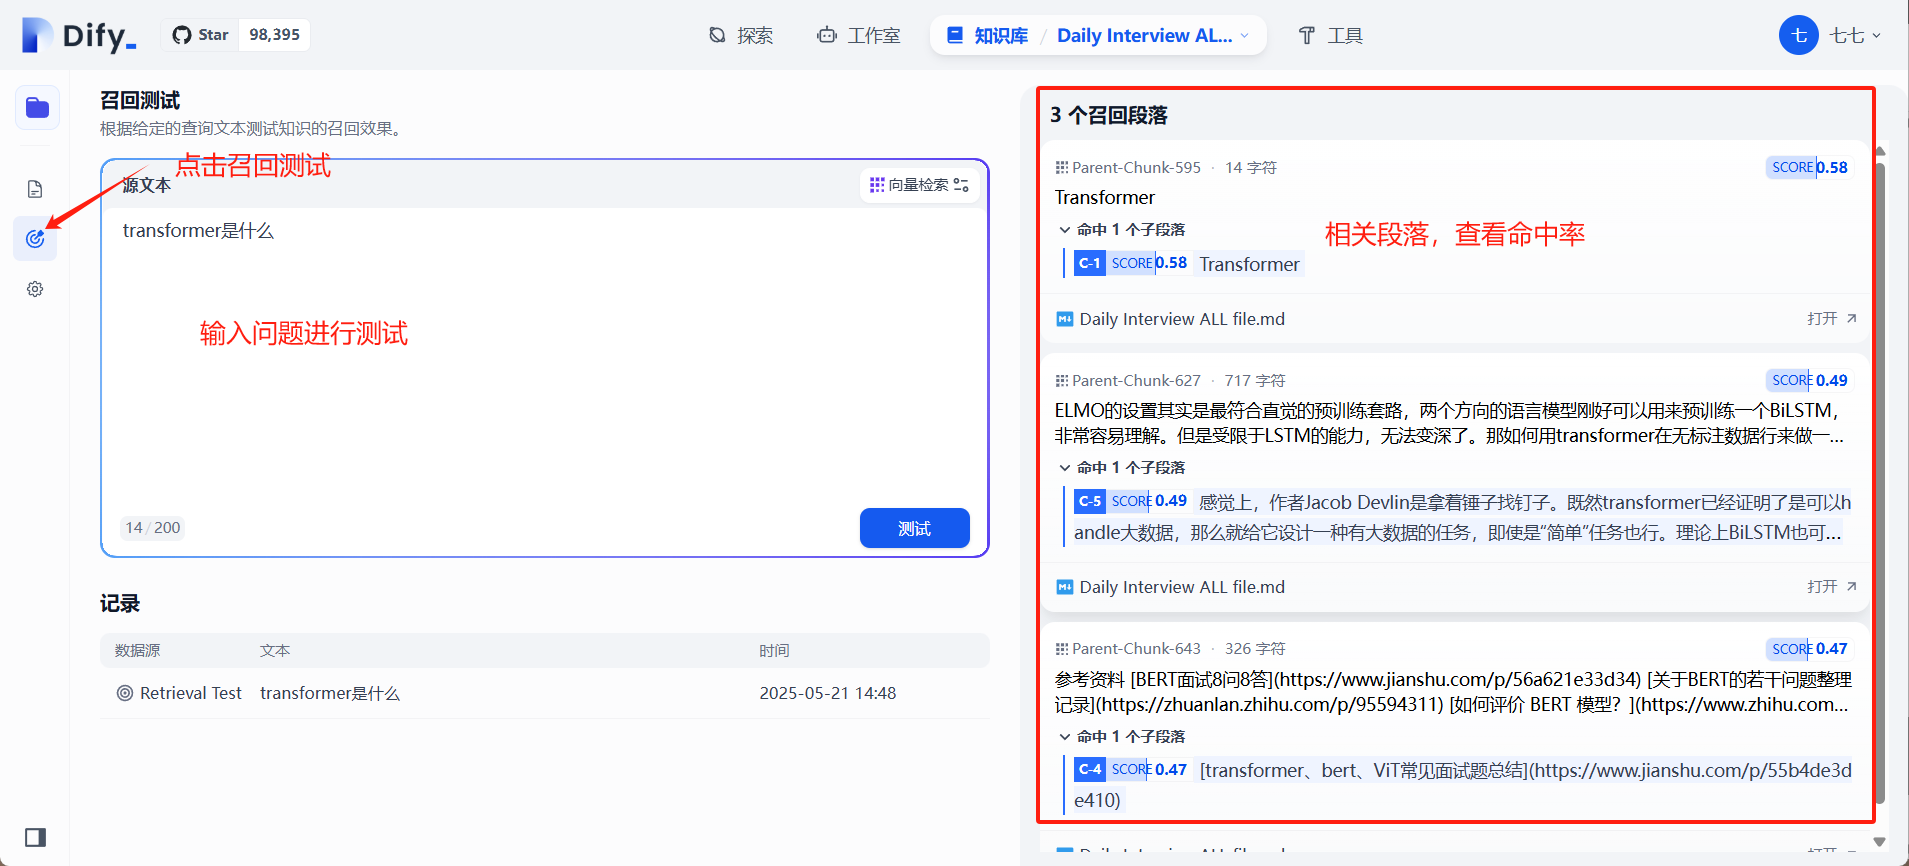 Dify_
Star 98,395
探索
工作室
知识库 / Daily Interview AL...
工具
七 七七
召回测试
根据给定的查询文本测试知识的召回效果。
点击召回测试
源文本
向量检索
transformer是什么
输入问题进行测试
14 / 200
测试
记录
数据源 文本 时间
Retrieval Test transformer是什么 2025-05-21 14:48
3 个召回段落
Parent-Chunk-595 · 14 字符 SCORE 0.58
Transformer
命中 1 个子段落
相关段落，查看命中率
C-1 SCORE 0.58 Transformer
Daily Interview ALL file.md 打开
Parent-Chunk-627 · 717 字符 SCORE 0.49
ELMO的设置其实是最符合直觉的预训练套路，两个方向的语言模型刚好可以用来预训练一个BiLSTM，
非常容易理解。但是受限于LSTM的能力，无法变深了。那如何用transformer在无标注数据行来做一...
命中 1 个子段落
C-5 SCORE 0.49 感觉上，作者Jacob Devlin是拿着锤子找钉子。既然transformer已经证明了是可以h
andle大数据，那么就给它设计一种有大数据的任务，即使是“简单”任务也行。理论上BiLSTM也可...
Daily Interview ALL file.md 打开
Parent-Chunk-643 · 326 字符 SCORE 0.47
参考资料 [BERT面试8问8答](https://www.jianshu.com/p/56a621e33d34) [关于BERT的若干问题整理
记录](https://zhuanlan.zhihu.com/p/95594311) [如何评价 BERT 模型？](https://www.zhihu.com...
命中 1 个子段落
C-4 SCORE 0.47 [transformer、bert、ViT常见面试题总结](https://www.jianshu.com/p/55b4de3d
e410)